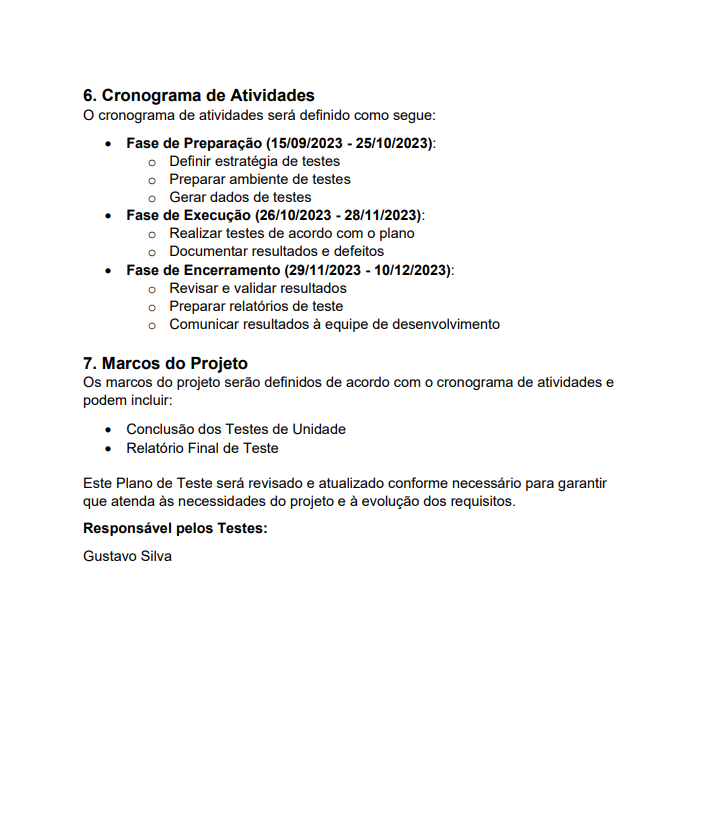 6. Cronograma de Atividades
O cronograma de atividades será definido como segue:
• Fase de Preparação (15/09/2023 - 25/10/2023):
o Definir estratégia de testes
o Preparar ambiente de testes
o Gerar dados de testes
• Fase de Execução (26/10/2023 - 28/11/2023):
o Realizar testes de acordo com o plano
o Documentar resultados e defeitos
• Fase de Encerramento (29/11/2023 - 10/12/2023):
o Revisar e validar resultados
o Preparar relatórios de teste
o Comunicar resultados à equipe de desenvolvimento
7. Marcos do Projeto
Os marcos do projeto serão definidos de acordo com o cronograma de atividades e
podem incluir:
• Conclusão dos Testes de Unidade
• Relatório Final de Teste
Este Plano de Teste será revisado e atualizado conforme necessário para garantir
que atenda às necessidades do projeto e à evolução dos requisitos.
Responsável pelos Testes:
Gustavo Silva